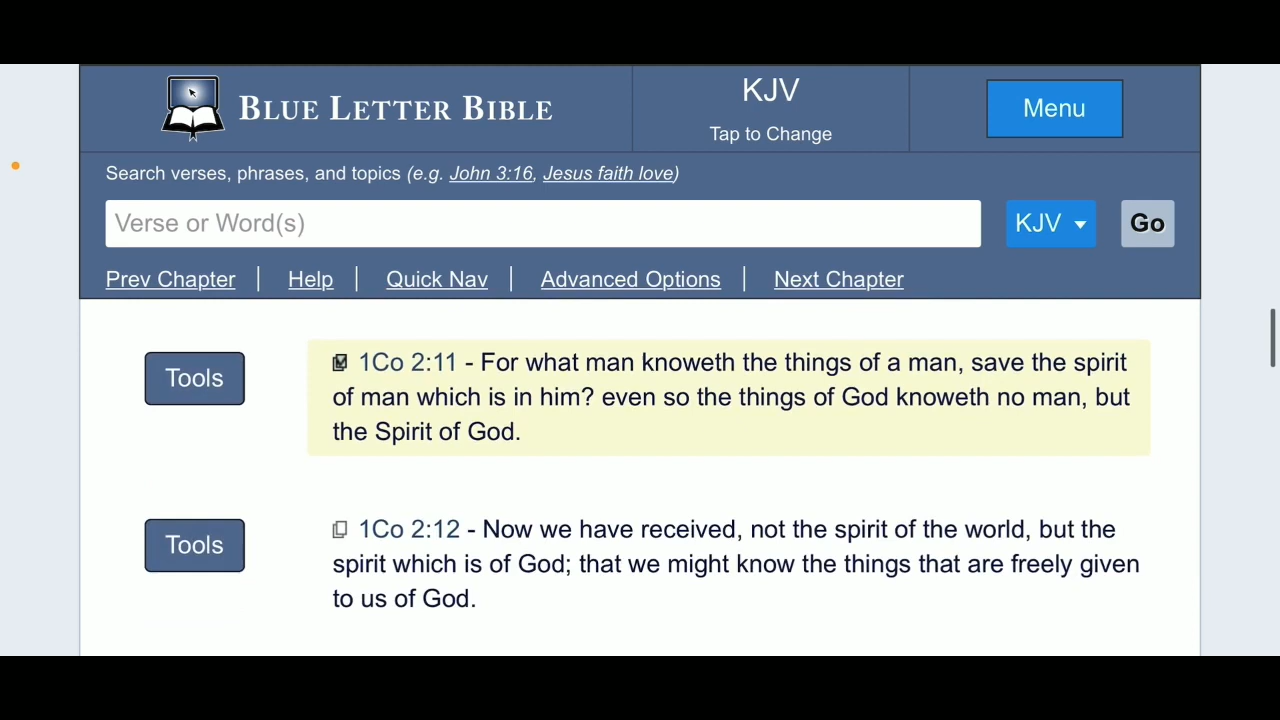 BLUE LETTER BIBLE
KJV
Tap to Change
Menu
Search verses, phrases, and topics (e.g. John 3:16, Jesus faith love)
Verse or Word(s)
KJV
Go
Prev Chapter | Help | Quick Nav | Advanced Options | Next Chapter
Tools
1Co 2:11 - For what man knoweth the things of a man, save the spirit
of man which is in him? even so the things of God knoweth no man, but
the Spirit of God.
Tools
1Co 2:12 - Now we have received, not the spirit of the world, but the
spirit which is of God; that we might know the things that are freely given
to us of God.